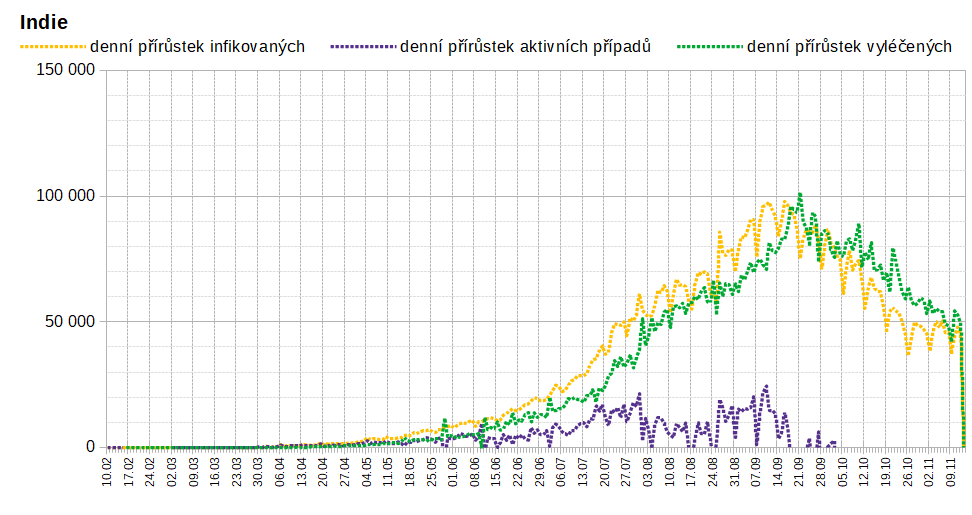 Indie
denní přírůstek infikovaných denní přírůstek aktivních případů denní přírůstek vyléčených
150 000
100 000
50 000
0
10.02 17.02 24.02 02.03 09.03 16.03 23.03 30.03 06.04 13.04 20.04 27.04 04.05 11.05 18.05 25.05 01.06 08.06 15.06 22.06 29.06 06.07 13.07 20.07 27.07 03.08 10.08 17.08 24.08 31.08 07.09 14.09 21.09 28.09 05.10 12.10 19.10 26.10 02.11 09.11